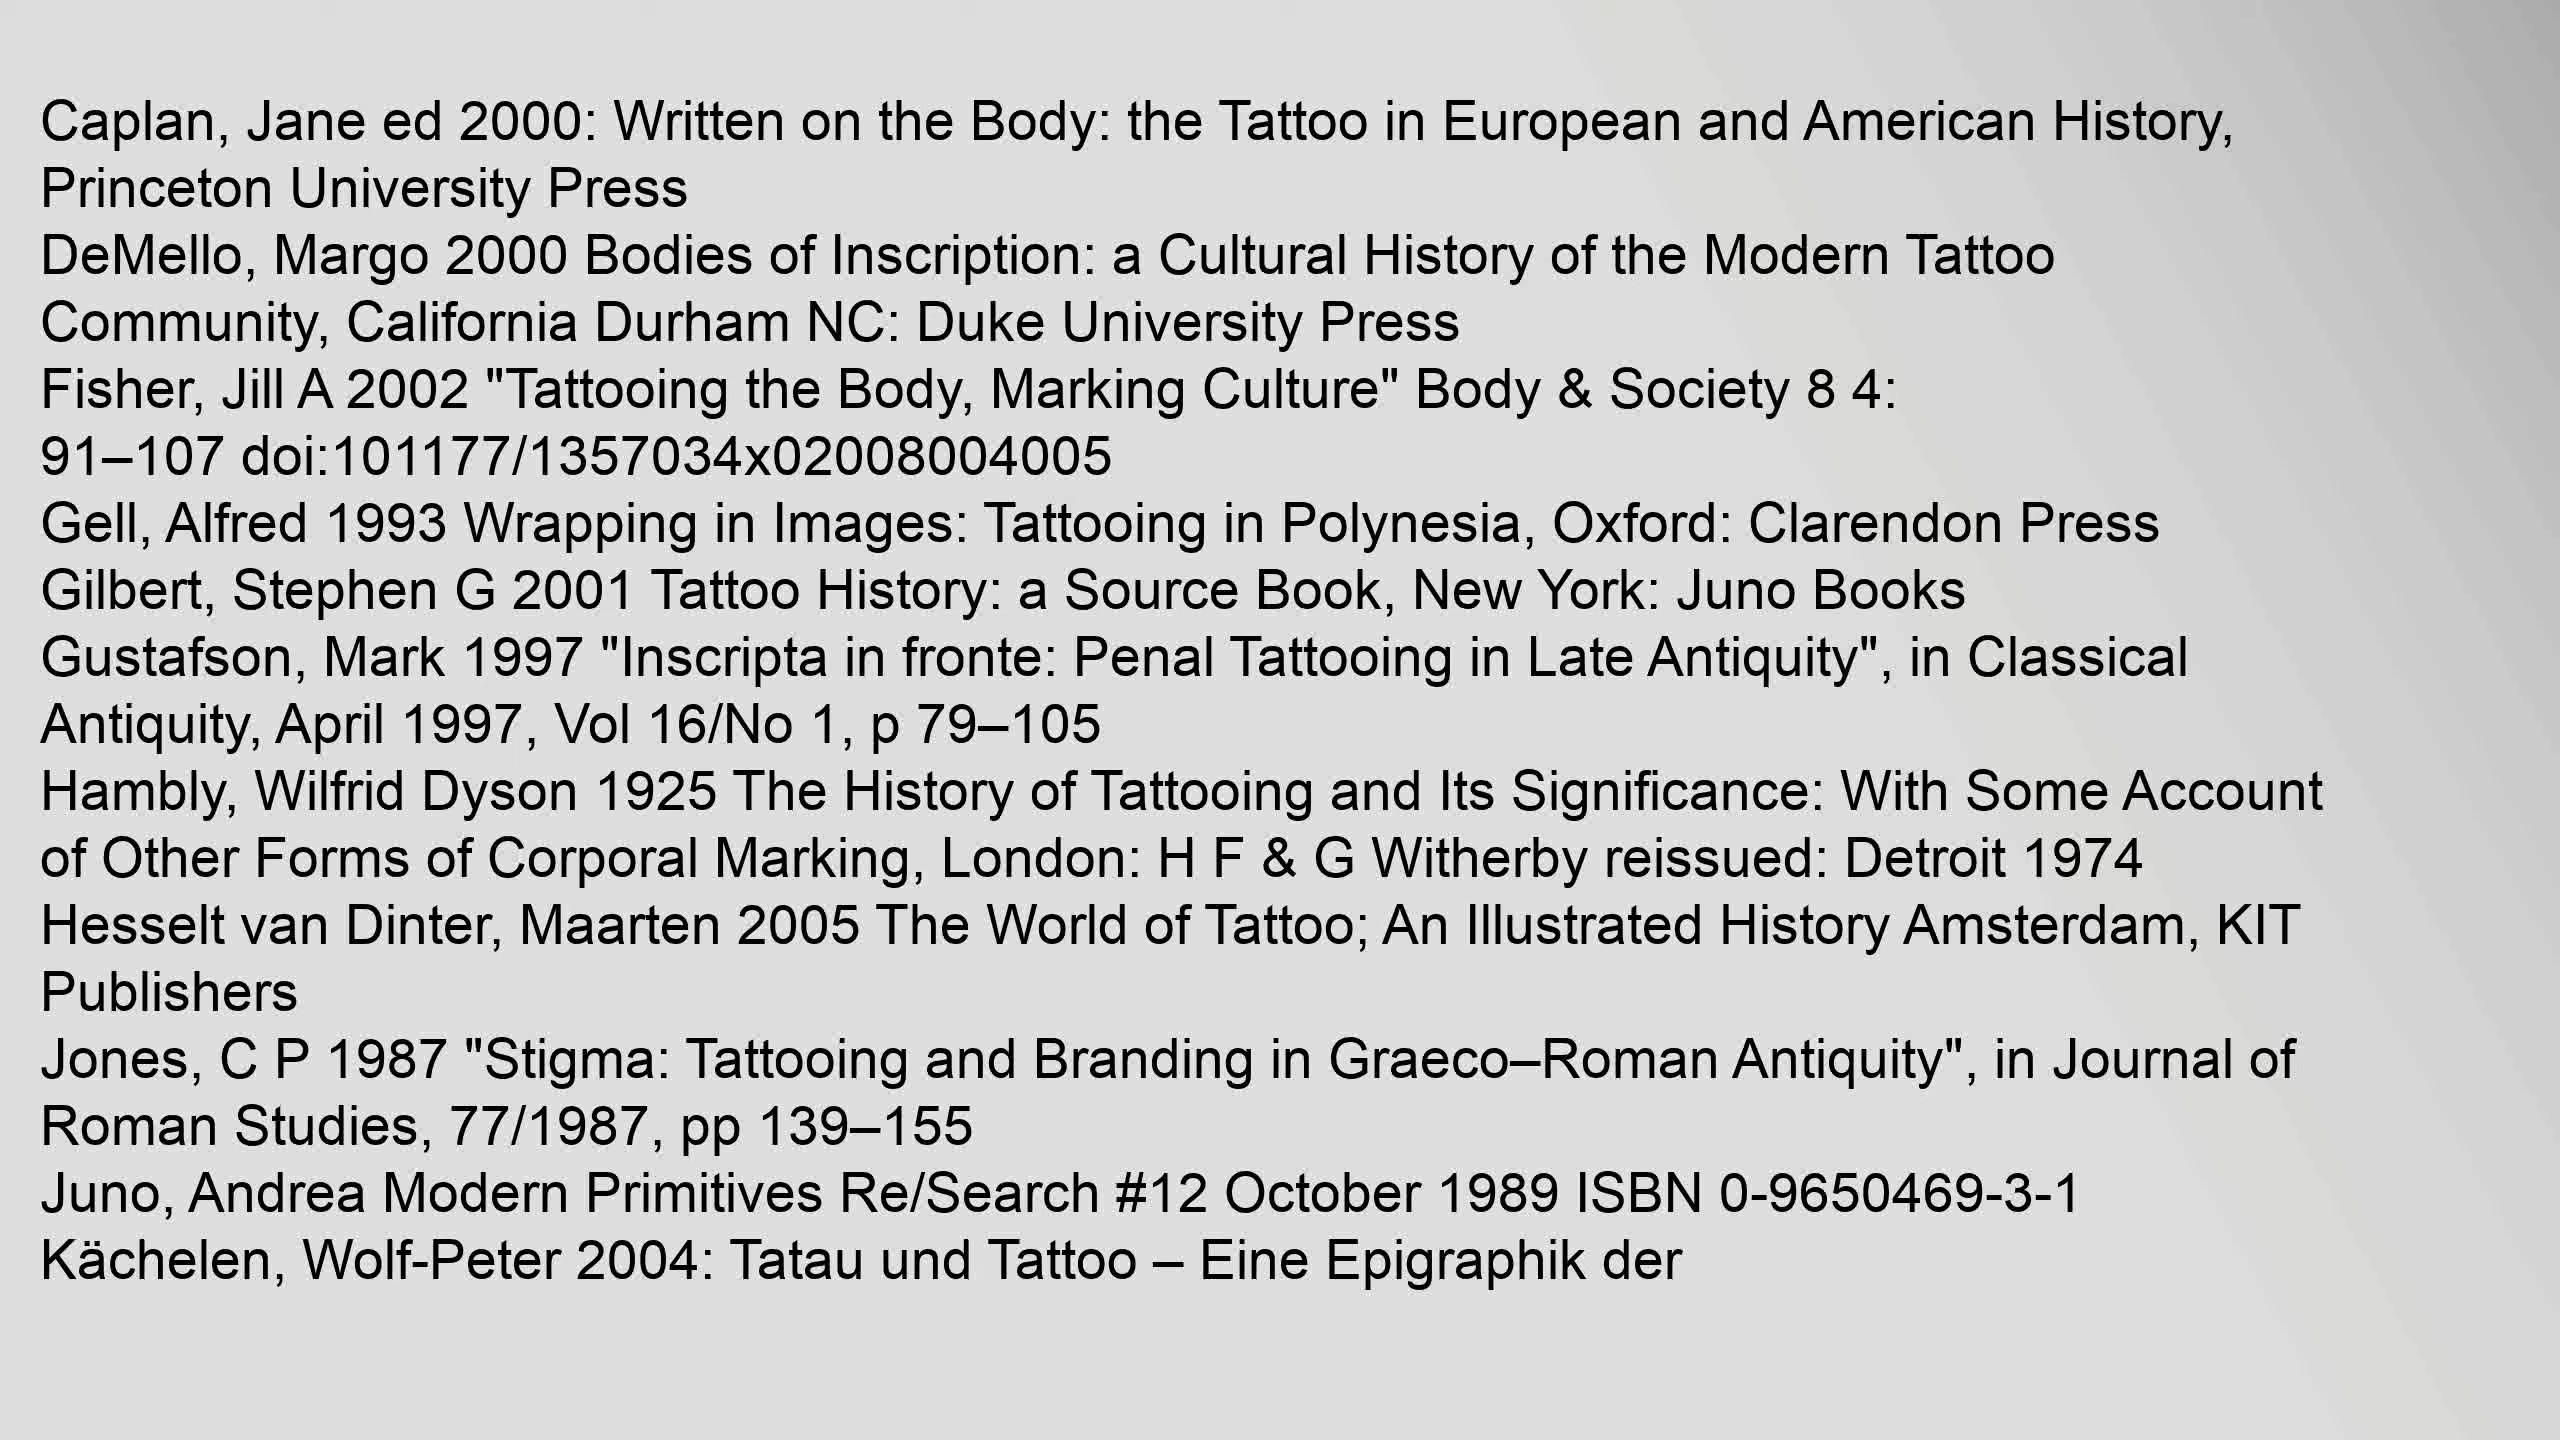 Caplan, Jane ed 2000: Written on the Body: the Tattoo in European and American History,
Princeton University Press
DeMello, Margo 2000 Bodies of Inscription: a Cultural History of the Modern Tattoo
Community, California Durham NC: Duke University Press
Fisher, Jill A 2002 "Tattooing the Body, Marking Culture" Body & Society 8 4:
91–107 doi:101177/1357034x02008004005
Gell, Alfred 1993 Wrapping in Images: Tattooing in Polynesia, Oxford: Clarendon Press
Gilbert, Stephen G 2001 Tattoo History: a Source Book, New York: Juno Books
Gustafson, Mark 1997 "Inscripta in fronte: Penal Tattooing in Late Antiquity", in Classical
Antiquity, April 1997, Vol 16/No 1, p 79–105
Hambly, Wilfrid Dyson 1925 The History of Tattooing and Its Significance: With Some Account
of Other Forms of Corporal Marking, London: H F & G Witherby reissued: Detroit 1974
Hesselt van Dinter, Maarten 2005 The World of Tattoo; An Illustrated History Amsterdam, KIT
Publishers
Jones, C P 1987 "Stigma: Tattooing and Branding in Graeco–Roman Antiquity", in Journal of
Roman Studies, 77/1987, pp 139–155
Juno, Andrea Modern Primitives Re/Search #12 October 1989 ISBN 0-9650469-3-1
Kächelen, Wolf-Peter 2004: Tatau und Tattoo – Eine Epigraphik der